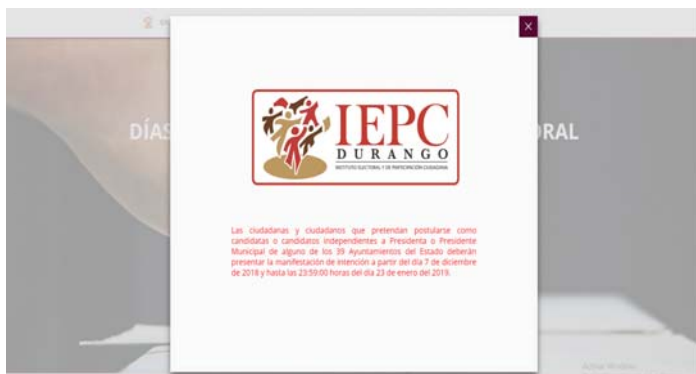 DÍAS
ORAL
IEPC
DURANGO
INSTITUTO ELECTORAL Y DE PARTICIPACIÓN CIUDADANA
Las ciudadanas y ciudadanos que pretendan postularse como
candidatas o candidatos independientes a Presidenta o Presidente
Municipal de alguno de los 39 Ayuntamientos del Estado deberán
presentar la manifestación de intención a partir del día 7 de diciembre
de 2018 y hasta las 23:59:00 horas del día 23 de enero del 2019.